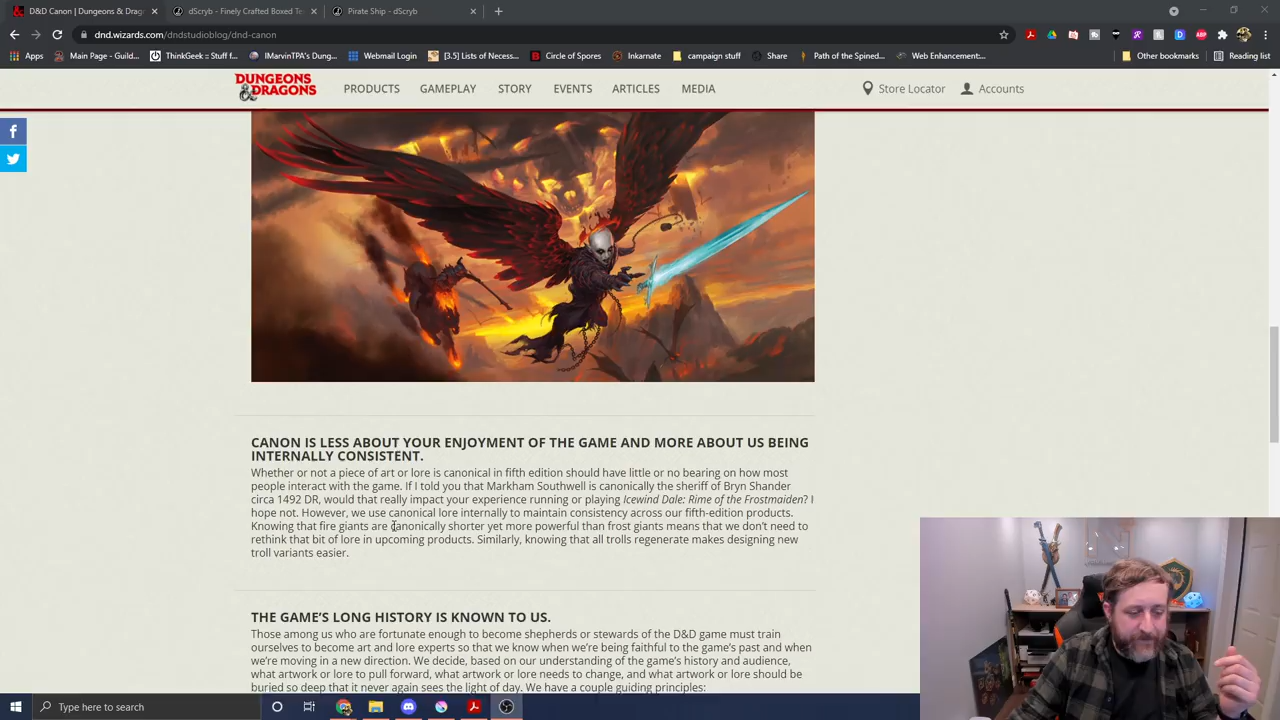 D&D Canon | Dungeons & Drag
dScryb - Finely Crafted Boxed Te
Pirate Ship - dScryb
dnd.wizards.com/dndstudioblog/dnd-canon
Apps
Main Page - Guild...
ThinkGeek :: Stuff f...
IMarvinTPA's Dung...
Webmail Login
[3.5] Lists of Necess...
Circle of Spores
Inkarnate
campaign stuff
Share
Path of the Spirit B...
Web Enhancement:...
Other bookmarks
Reading list
DUNGEONS & DRAGONS
PRODUCTS GAMEPLAY STORY EVENTS ARTICLES MEDIA
Store Locator Accounts
CANON IS LESS ABOUT YOUR ENJOYMENT OF THE GAME AND MORE ABOUT US BEING
INTERNALLY CONSISTENT.
Whether or not a piece of art or lore is canonical in fifth edition should have little or no bearing on how most
people interact with the game. If I told you that Markham Southwell is canonically the sheriff of Bryn Shander
circa 1492 DR, would that really impact your experience running or playing Icewind Dale: Rime of the Frostmaiden? I
hope not. However, we use canonical lore internally to maintain consistency across our fifth-edition products.
Knowing that fire giants are canonically shorter yet more powerful than frost giants means that we don't need to
rethink that bit of lore in upcoming products. Similarly, knowing that all trolls regenerate makes designing new
troll variants easier.
THE GAME'S LONG HISTORY IS KNOWN TO US.
Those among us who are fortunate enough to become shepherds or stewards of the D&D game must train
ourselves to become art and lore experts so that we know when we're being faithful to the game's past and when
we're moving in a new direction. We decide, based on our understanding of the game's history and audience,
what artwork or lore to pull forward, what artwork or lore needs to change, and what artwork or lore should be
buried so deep that it never again sees the light of day. We have a couple guiding principles:
Type here to search